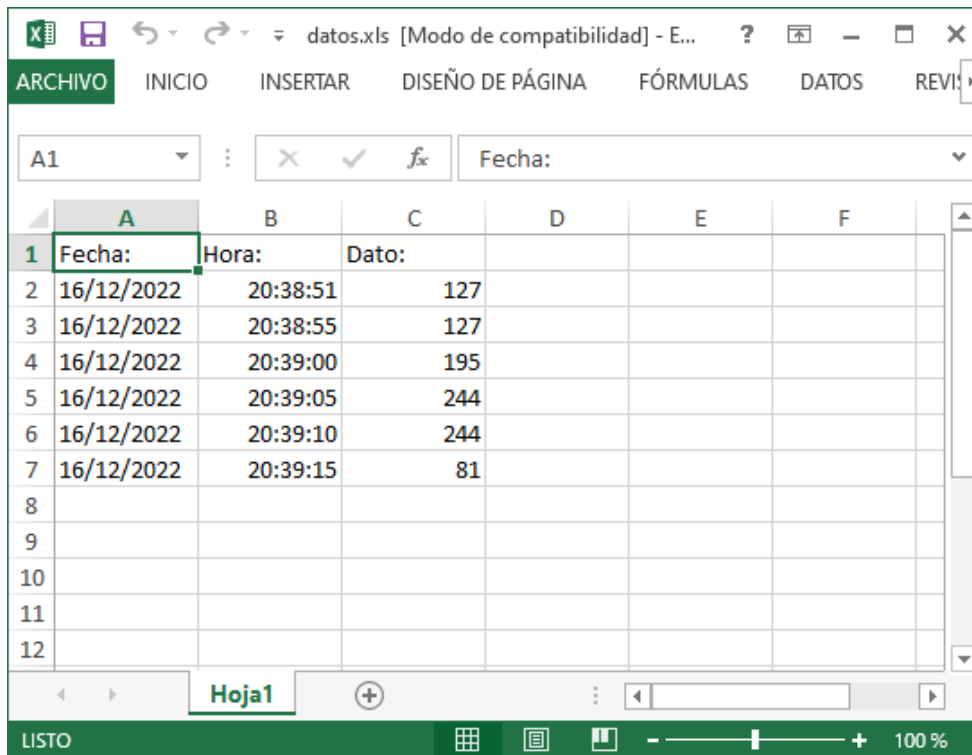 datos.xls [Modo de compatibilidad] - E... ?
ARCHIVO INICIO INSERTAR DISEÑO DE PÁGINA FÓRMULAS DATOS REVIS
A1 fx Fecha:
A B C D E F
1 Fecha: Hora: Dato:
2 16/12/2022 20:38:51 127
3 16/12/2022 20:38:55 127
4 16/12/2022 20:39:00 195
5 16/12/2022 20:39:05 244
6 16/12/2022 20:39:10 244
7 16/12/2022 20:39:15 81
8
9
10
11
12
Hoja1
LISTO 100 %